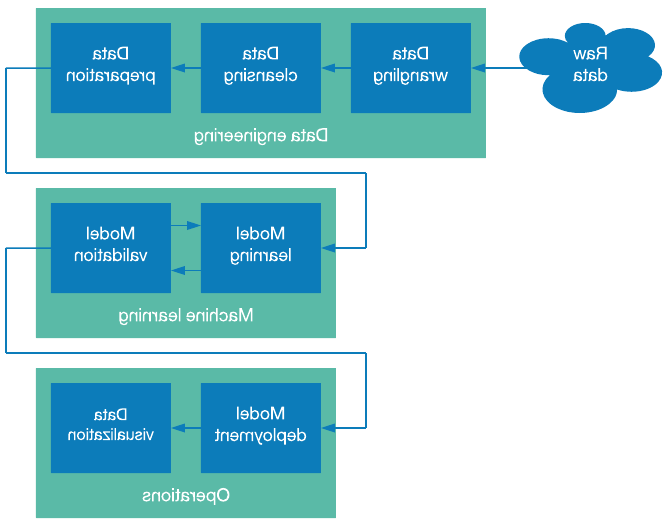 Raw
data
Data
wrangling
Data
cleansing
Data
preparation
Data engineering
Model
learning
Model
validation
Machine learning
Model
deployment
Data
visualization
Operations